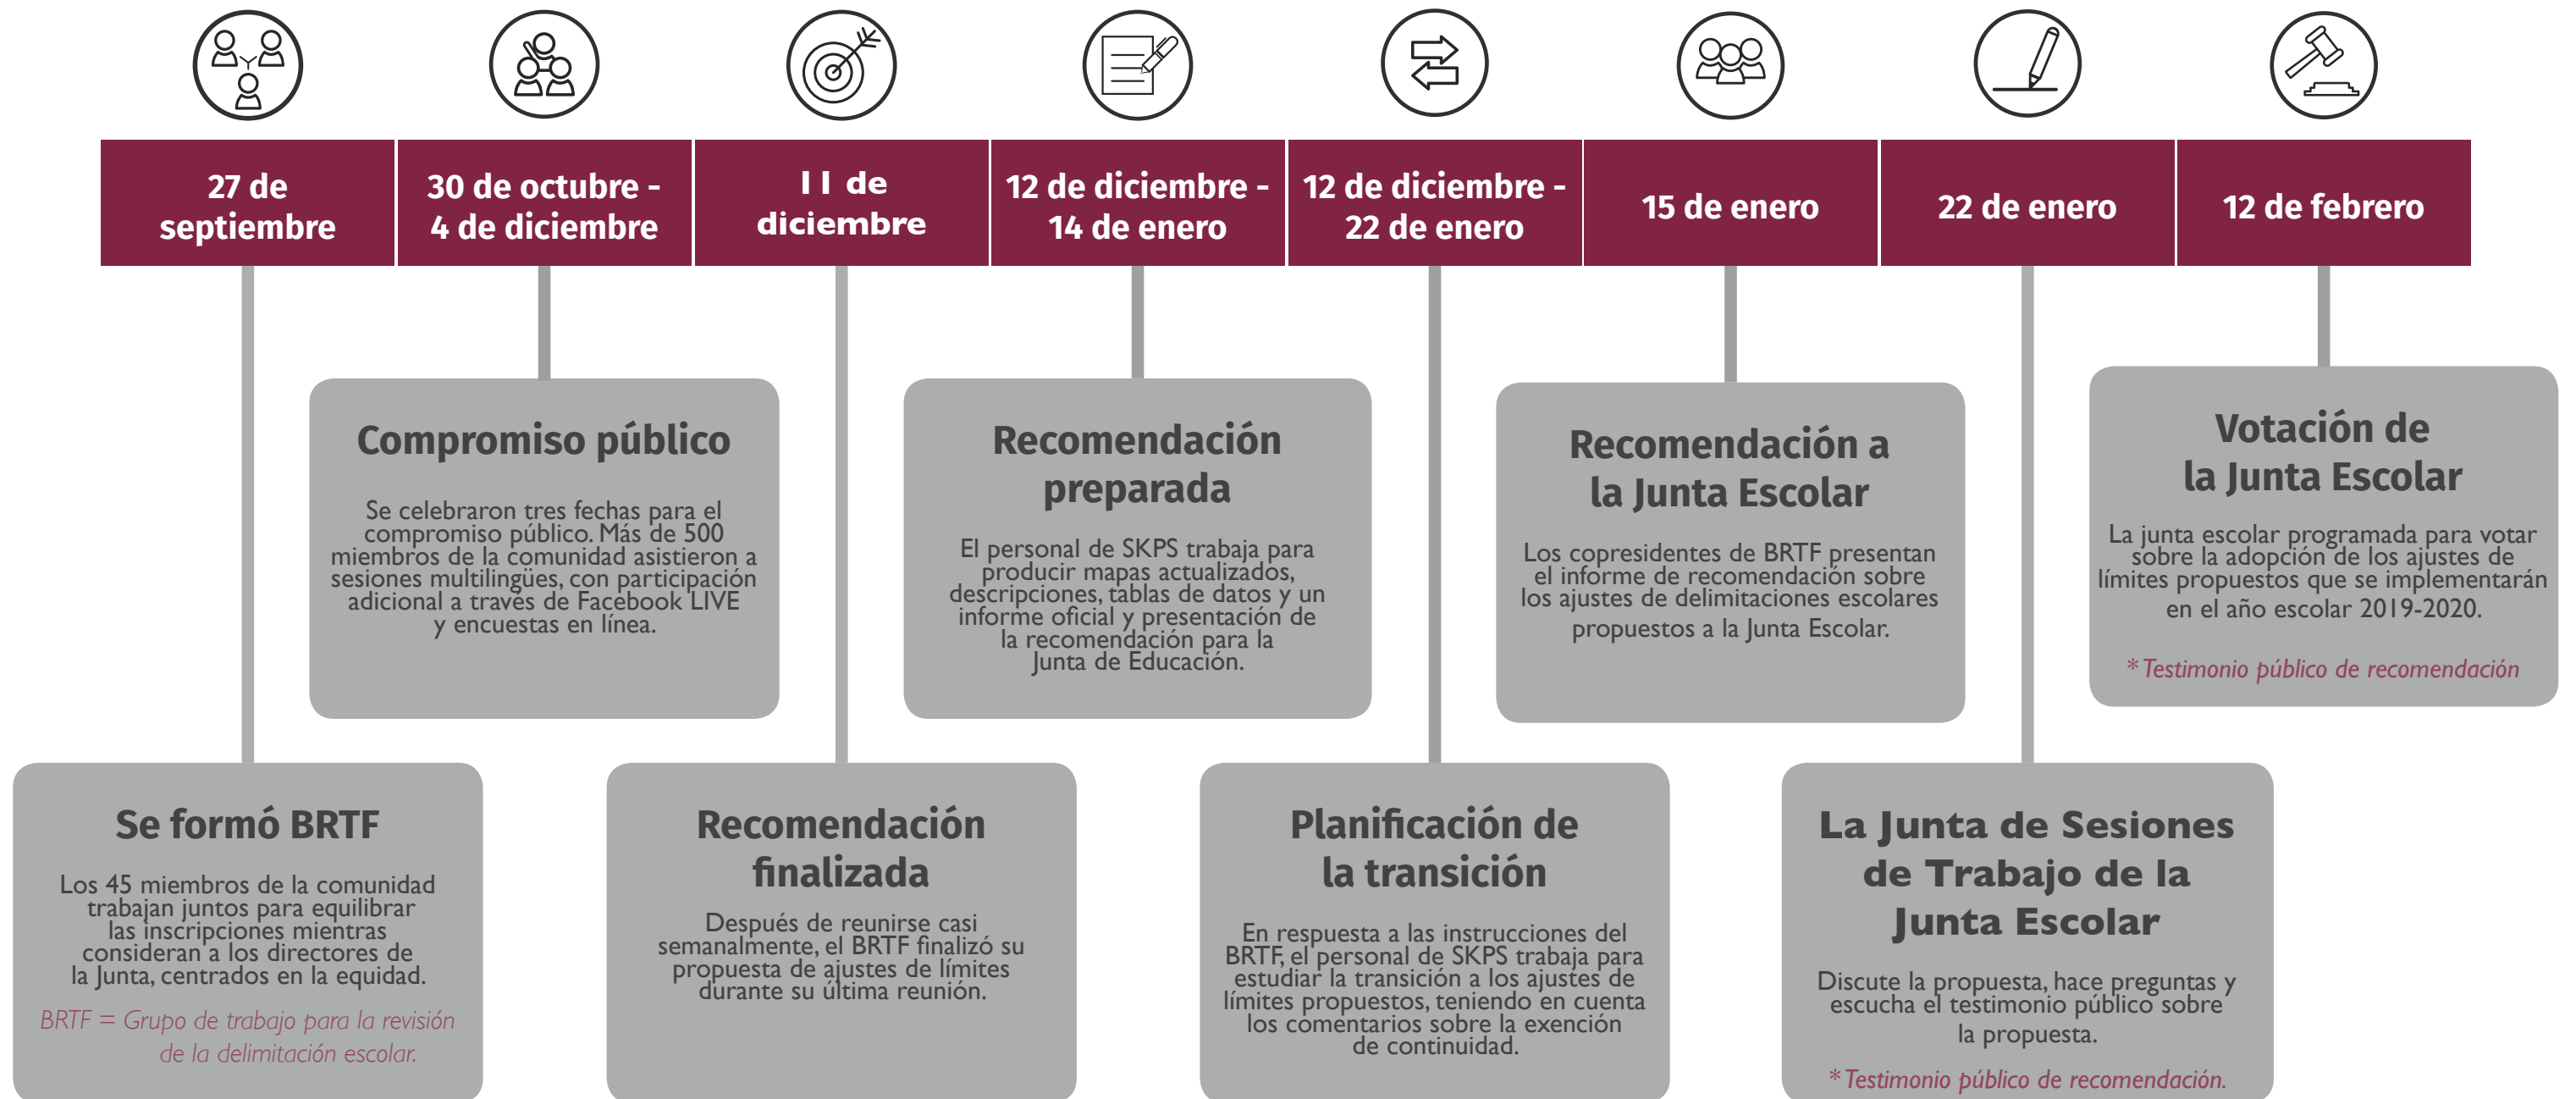 27 de
septiembre
30 de octubre -
4 de diciembre
11 de
diciembre
12 de diciembre -
14 de enero
12 de diciembre -
22 de enero
15 de enero
22 de enero
12 de febrero
Compromiso público
Se celebraron tres fechas para el
compromiso público. Más de 500
miembros de la comunidad asistieron a
sesiones multilingües, con participación
adicional a través de Facebook LIVE
y encuestas en línea.
Recomendación
preparada
El personal de SKPS trabaja para
producir mapas actualizados,
descripciones, tablas de datos y un
informe oficial y presentación de
la recomendación para la
Junta de Educación.
Recomendación a
la Junta Escolar
Los copresidentes de BRTF presentan
el informe de recomendación sobre
los ajustes de delimitaciones escolares
propuestos a la Junta Escolar.
Votación de
la Junta Escolar
La junta escolar programada para votar
sobre la adopción de los ajustes de
límites propuestos que se implementarán
en el año escolar 2019-2020.
* Testimonio público de recomendación
Se formó BRTF
Los 45 miembros de la comunidad
trabajan juntos para equilibrar
las inscripciones mientras
consideran a los directores de
la Junta, centrados en la equidad.
BRTF = Grupo de trabajo para la revisión
de la delimitación escolar.
Recomendación
finalizada
Después de reunirse casi
semanalmente, el BRTF finalizó su
propuesta de ajustes de límites
durante su última reunión.
Planificación de
la transición
En respuesta a las instrucciones del
BRTF, el personal de SKPS trabaja para
estudiar la transición a los ajustes de
límites propuestos, teniendo en cuenta
los comentarios sobre la exención
de continuidad.
La Junta de Sesiones
de Trabajo de la
Junta Escolar
Discute la propuesta, hace preguntas y
escucha el testimonio público sobre
la propuesta.
* Testimonio público de recomendación.